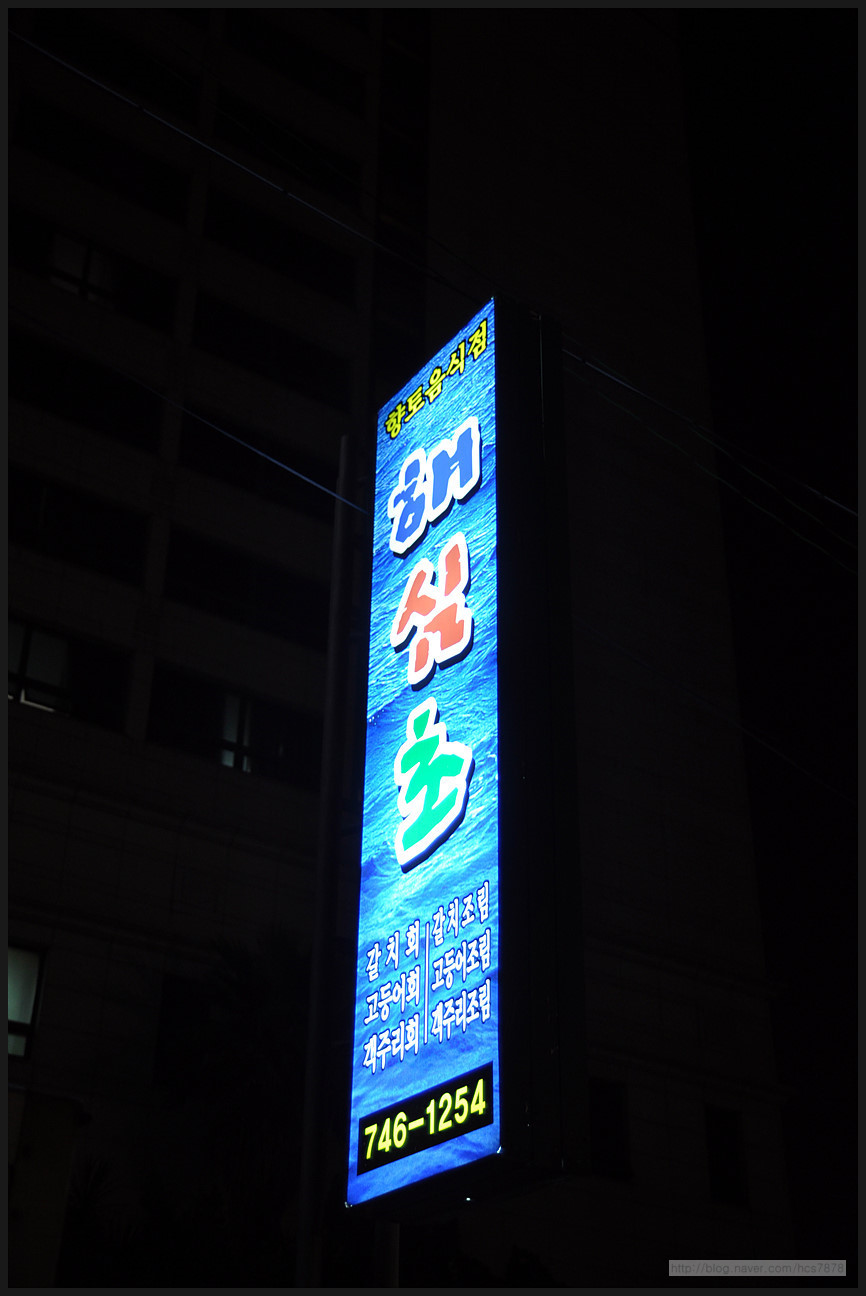 향토음식점
해심초
갈치회 갈치조림
고등어회 고등어조림
객주리회 객주리조림
746-1254
http://blog.naver.com/hcs7878